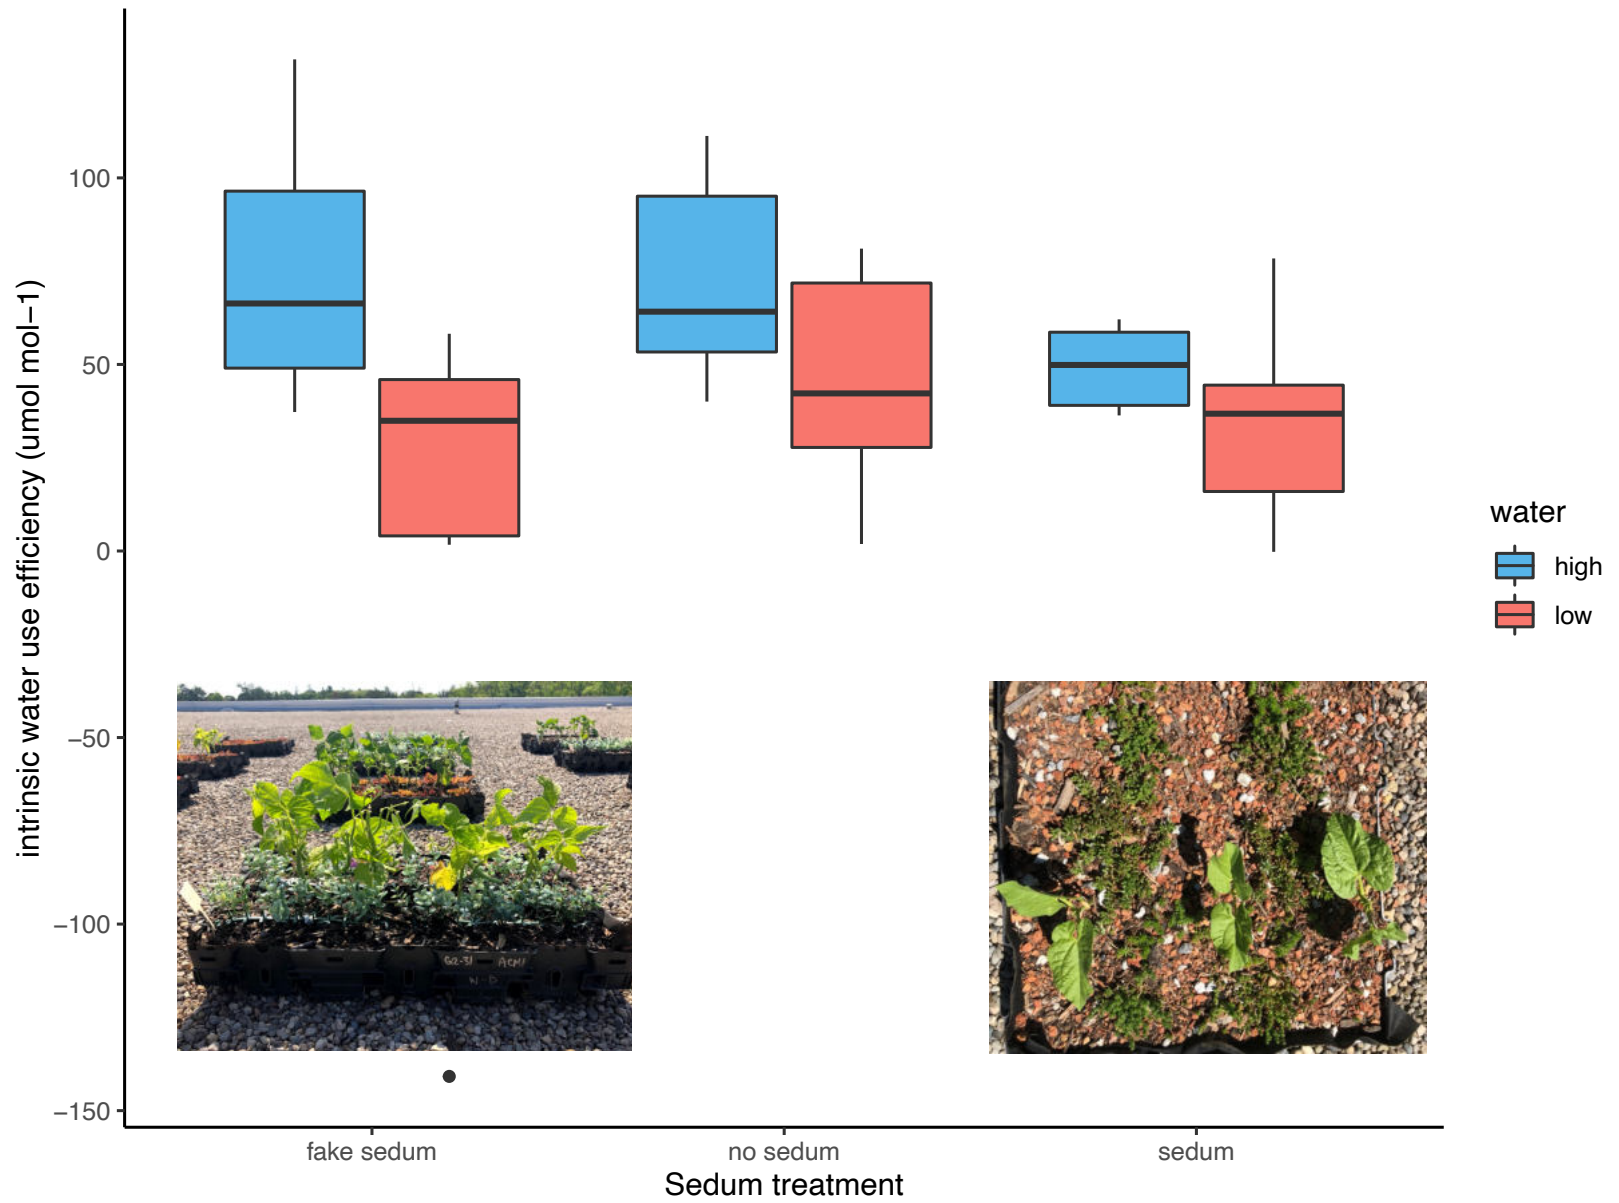 intrinsic water use efficiency (umol mol−1)
100
50
0
−50
−100
−150
fake sedum
no sedum
sedum
Sedum treatment
water
high
low